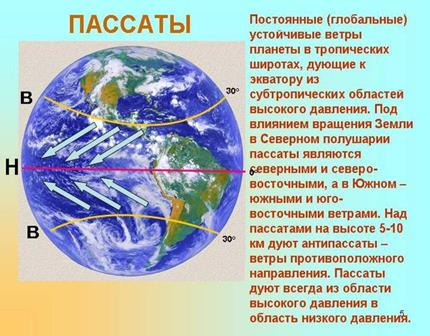 ПАССАТЫ
Постоянные (глобальные)
устойчивые ветры
планеты в тропических
широтах, дующие к
экватору из
субтропических областей
высокого давления. Под
влиянием вращения Земли
в Северном полушарии
пассаты являются
северными и северо-
восточными, а в Южном –
южными и юго-
восточными ветрами. Над
пассатами на высоте 5-10
км дуют антипассаты –
ветры противоположного
направления. Пассаты
дуют всегда из области
высокого давления в
область низкого давления.
В
30°
Н
0°
В
30°
5